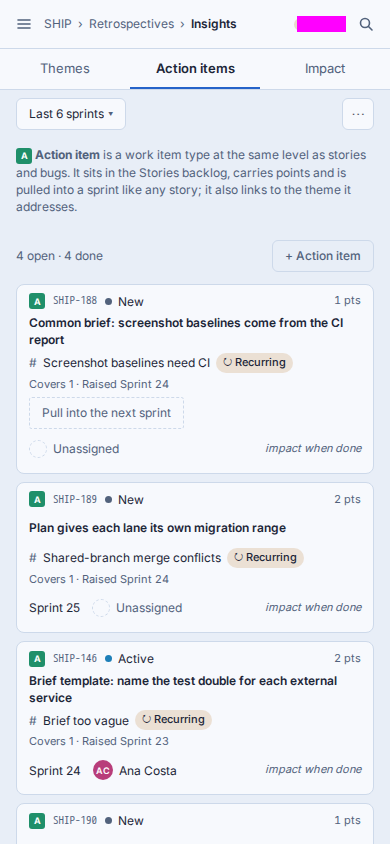 SHIP › Retrospectives › Insights
Themes Action items Impact
Last 6 sprints ▾ ...
A Action item is a work item type at the same level as stories
and bugs. It sits in the Stories backlog, carries points and is
pulled into a sprint like any story; it also links to the theme it
addresses.
4 open · 4 done + Action item
A SHIP-188 New 1 pts
Common brief: screenshot baselines come from the CI
report
# Screenshot baselines need CI Recurring
Covers 1 · Raised Sprint 24
Pull into the next sprint
Unassigned impact when done
A SHIP-189 New 2 pts
Plan gives each lane its own migration range
# Shared-branch merge conflicts Recurring
Covers 1 · Raised Sprint 24
Sprint 25 Unassigned impact when done
A SHIP-146 Active 2 pts
Brief template: name the test double for each external
service
# Brief too vague Recurring
Covers 1 · Raised Sprint 23
Sprint 24 AC Ana Costa impact when done
A SHIP-190 New 1 pts